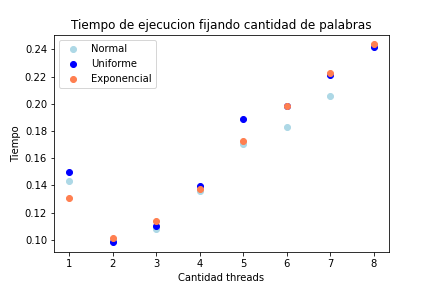 Tiempo de ejecucion fijando cantidad de palabras
Normal
Uniforme
Exponencial
Tiempo
0.24
0.22
0.20
0.18
0.16
0.14
0.12
0.10
1 2 3 4 5 6 7 8
Cantidad threads